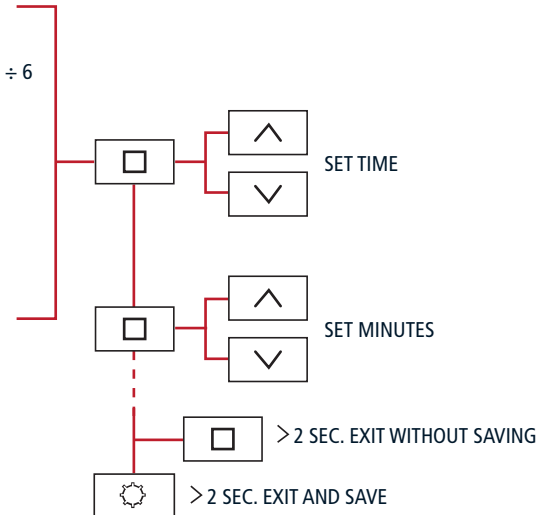 ÷ 6
SET TIME
SET MINUTES
> 2 SEC. EXIT WITHOUT SAVING
> 2 SEC. EXIT AND SAVE